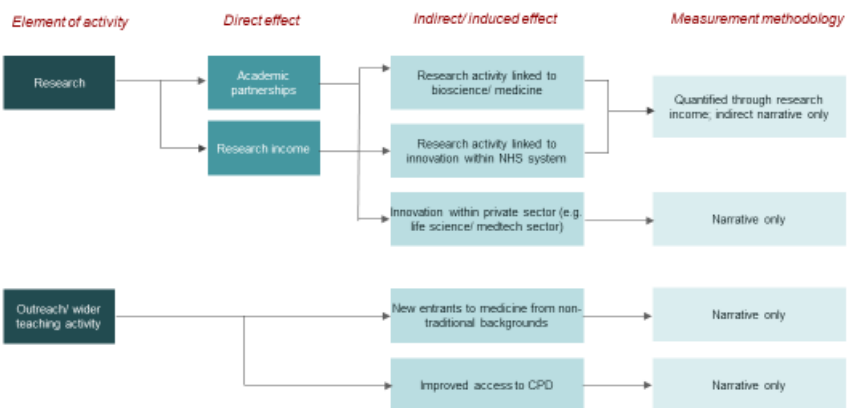 Element of activity
Direct effect
Indirect/ induced effect
Measurement methodology
Research
Academic
partnerships
Research income
Research activity linked to
bioscience/ medicine
Research activity linked to
innovation within NHS system
Innovation within private sector (e.g.
life science/ medtech sector)
Quantified through research
income; indirect narrative only
Narrative only
Outreach/ wider
teaching activity
New entrants to medicine from non-
traditional backgrounds
Narrative only
Improved access to CPD
Narrative only